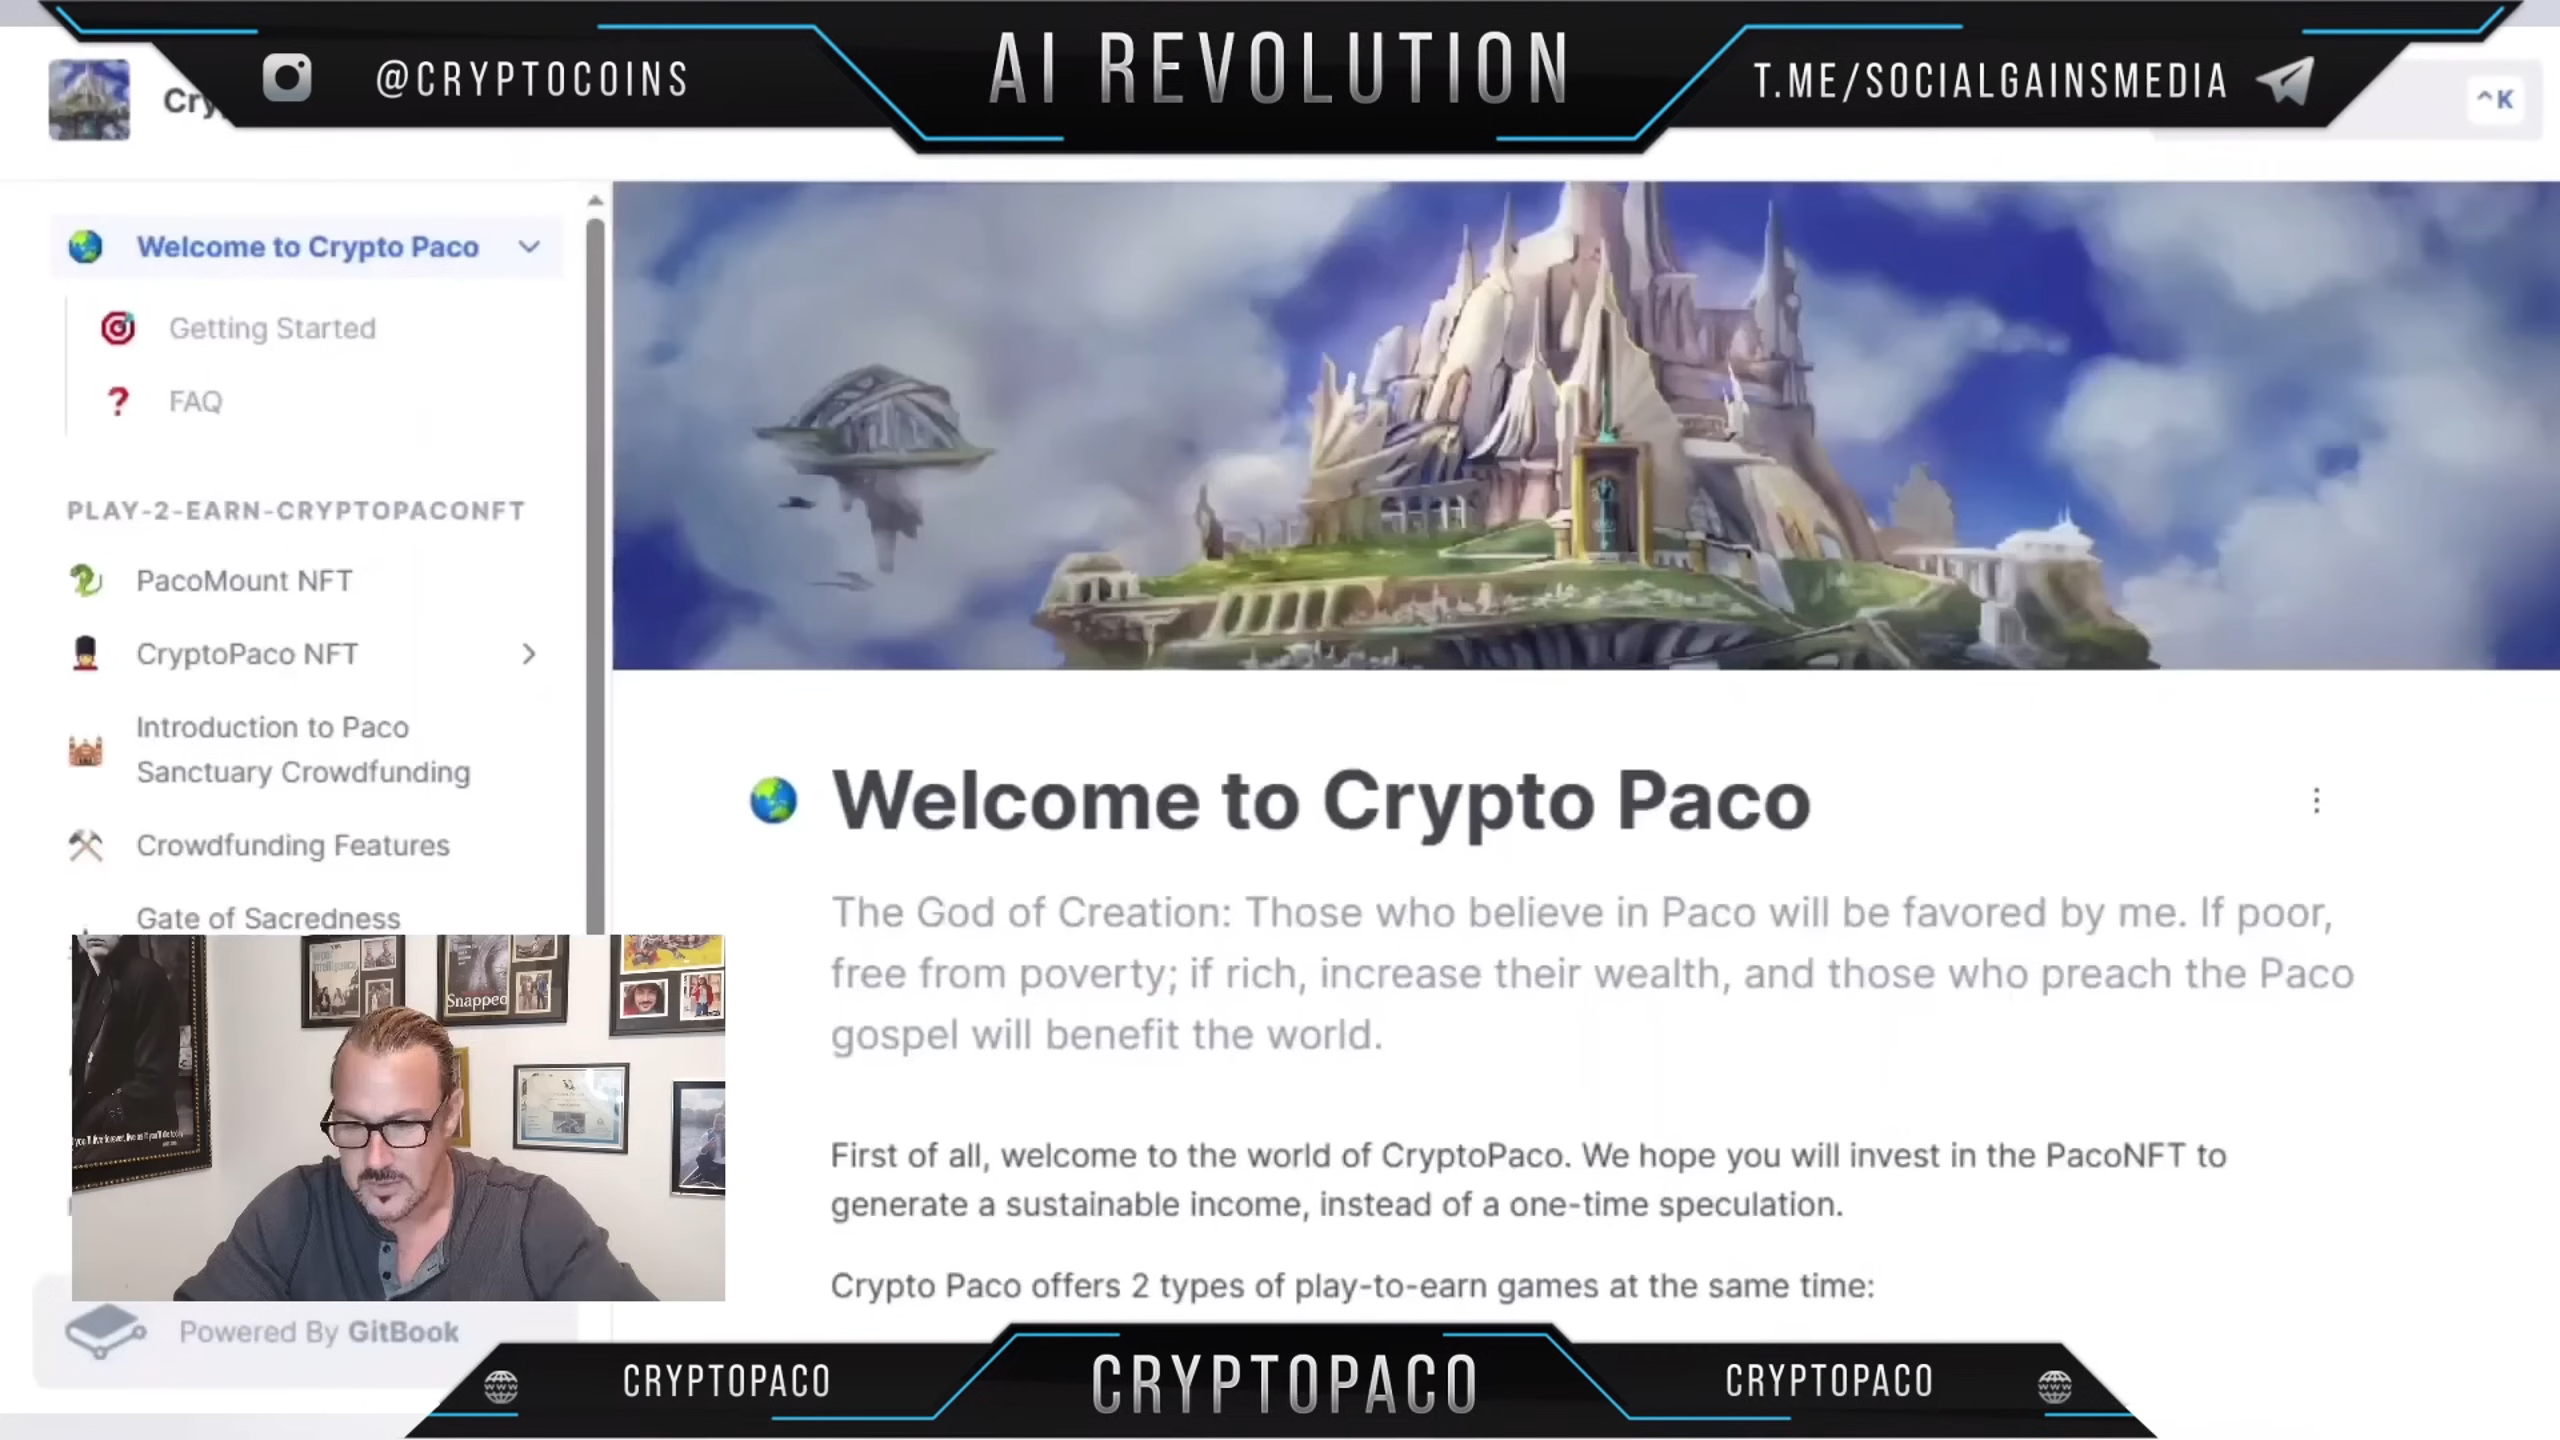 @CRYPTOCOINS
AI REVOLUTION
T.ME/SOCIALGAINSMEDIA
^K
Welcome to Crypto Paco
Getting Started
FAQ
PLAY-2-EARN-CRYPTOPACONFT
PacoMount NFT
CryptoPaco NFT
Introduction to Paco
Sanctuary Crowdfunding
Crowdfunding Features
Gate of Sacredness
Welcome to Crypto Paco
The God of Creation: Those who believe in Paco will be favored by me. If poor,
free from poverty; if rich, increase their wealth, and those who preach the Paco
gospel will benefit the world.
First of all, welcome to the world of CryptoPaco. We hope you will invest in the PacoNFT to
generate a sustainable income, instead of a one-time speculation.
Crypto Paco offers 2 types of play-to-earn games at the same time:
Snapped
Powered By GitBook
CRYPTOPACO
CRYPTOPACO
CRYPTOPACO